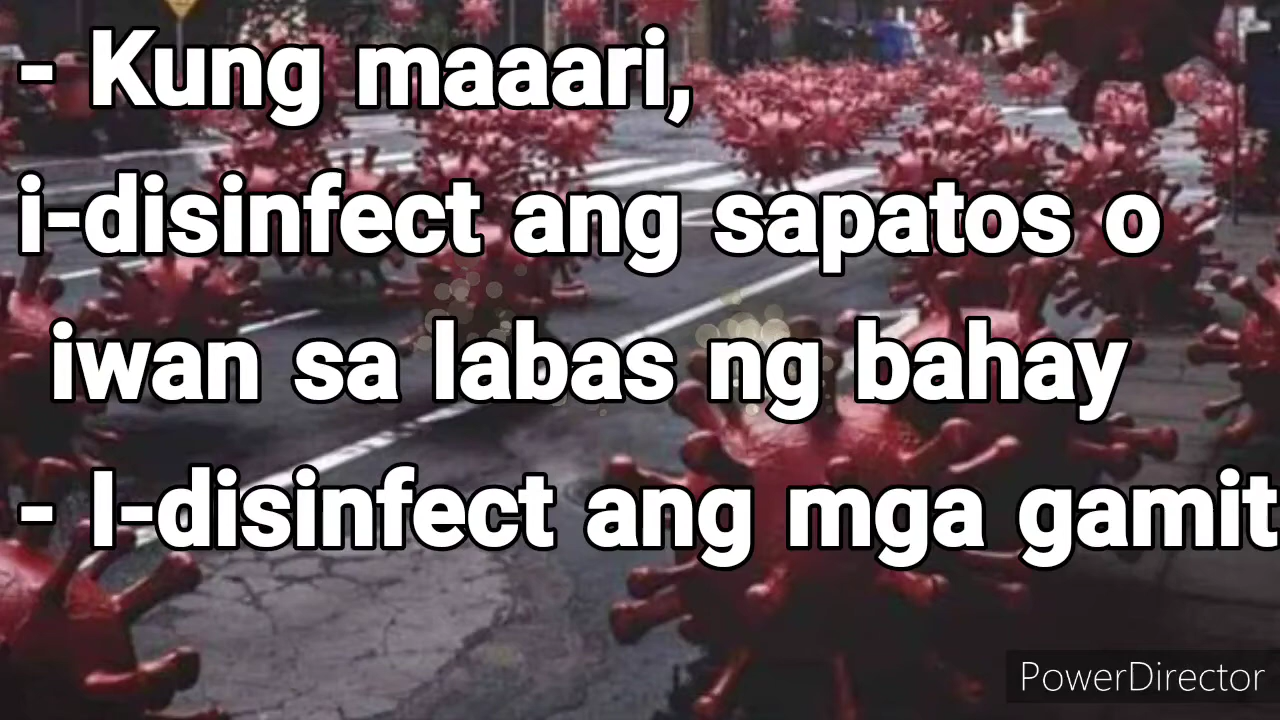 - Kung maaari,
i-disinfect ang sapatos o
iwan sa labas ng bahay
- I-disinfect ang mga gamit
PowerDirector